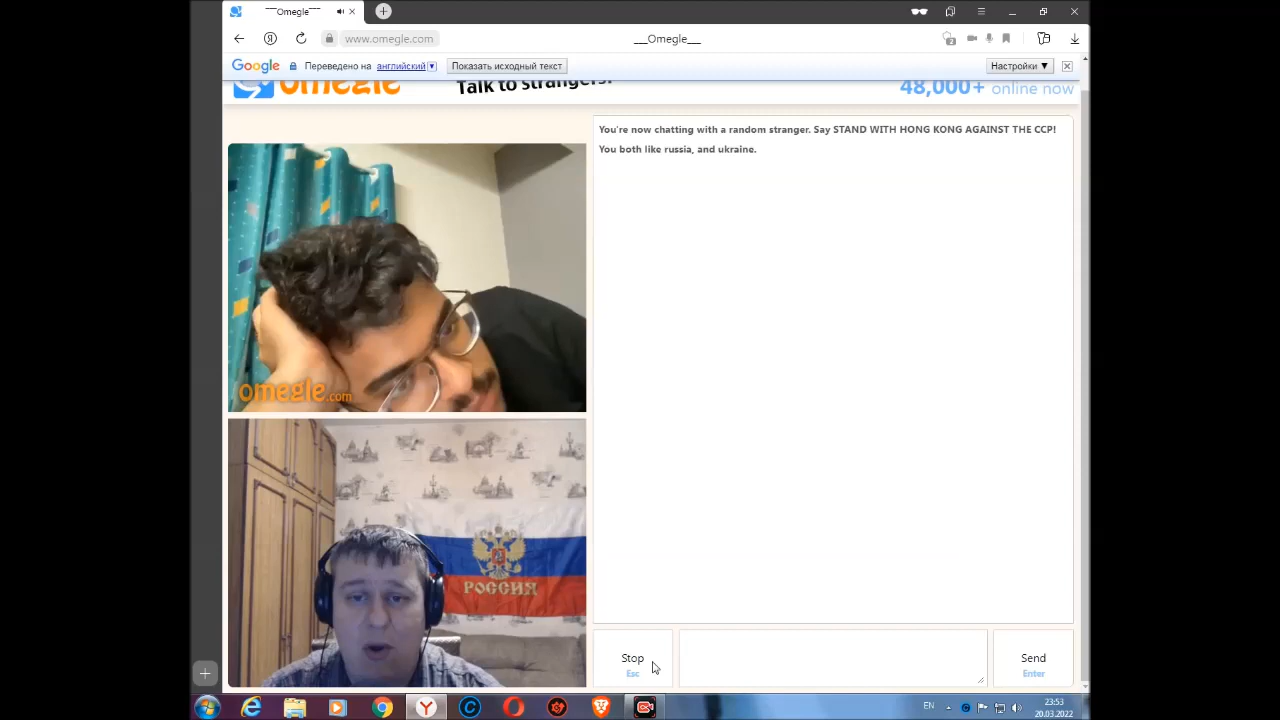 ___Omegle___
www.omegle.com
___Omegle___
2
Google Переведено на английский
Показать исходный текст
Настройки ▼
omegle
Talk to strangers!
48,000+ online now
You're now chatting with a random stranger. Say STAND WITH HONG KONG AGAINST THE CCP!
You both like russia, and ukraine.
omegle.com
РОССИЯ
Stop
Esc
Send
Enter
EN
23:53
20.03.2022